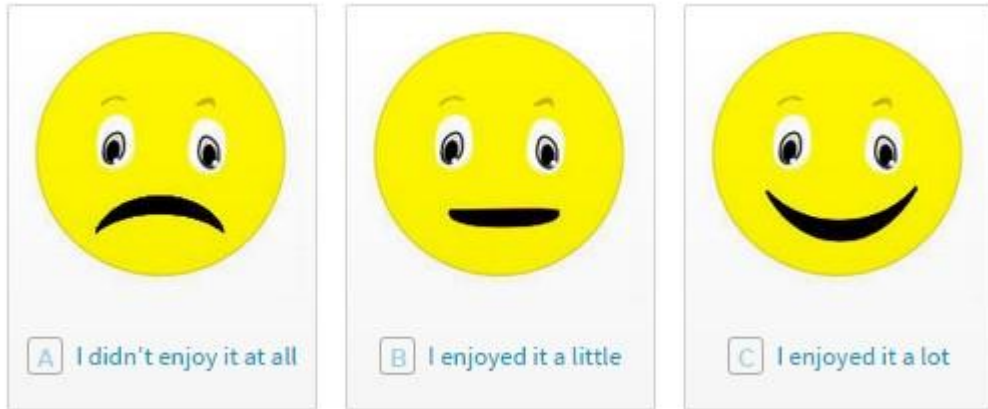 A I didn't enjoy it at all
B I enjoyed it a little
C I enjoyed it a lot